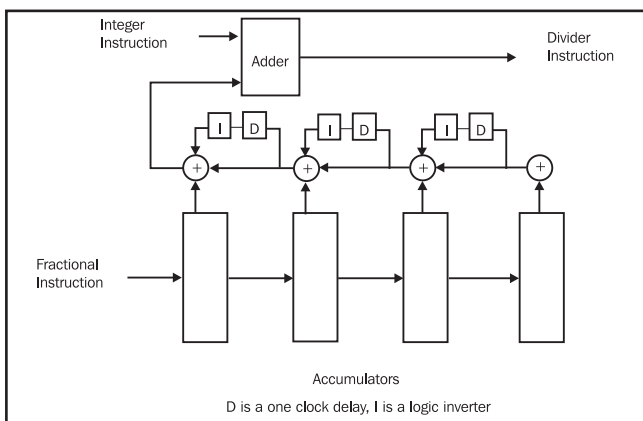 Integer
Instruction
Adder
Divider
Instruction
I D
I D
I D
+ + + +
Fractional
Instruction
Accumulators
D is a one clock delay, I is a logic inverter